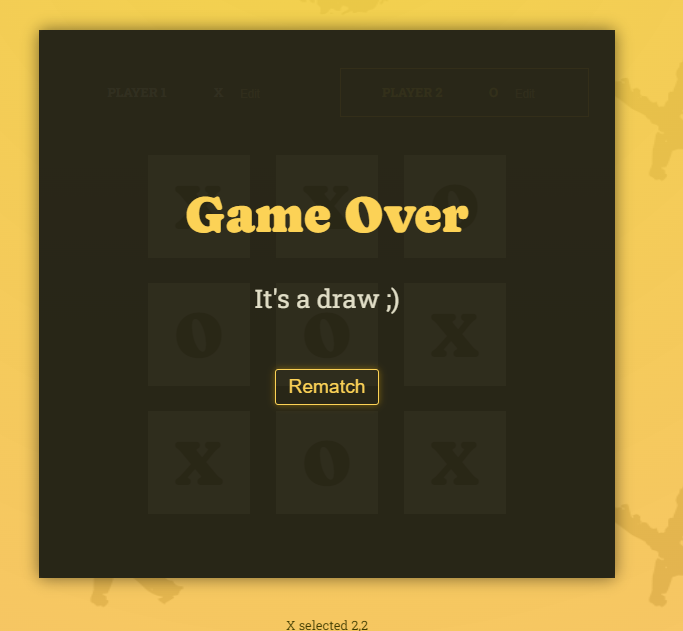 PLAYER 1 X Edit PLAYER 2 O Edit
X X O
Game Over
It's a draw ;)
O O X
Rematch
X O X
X selected 2,2